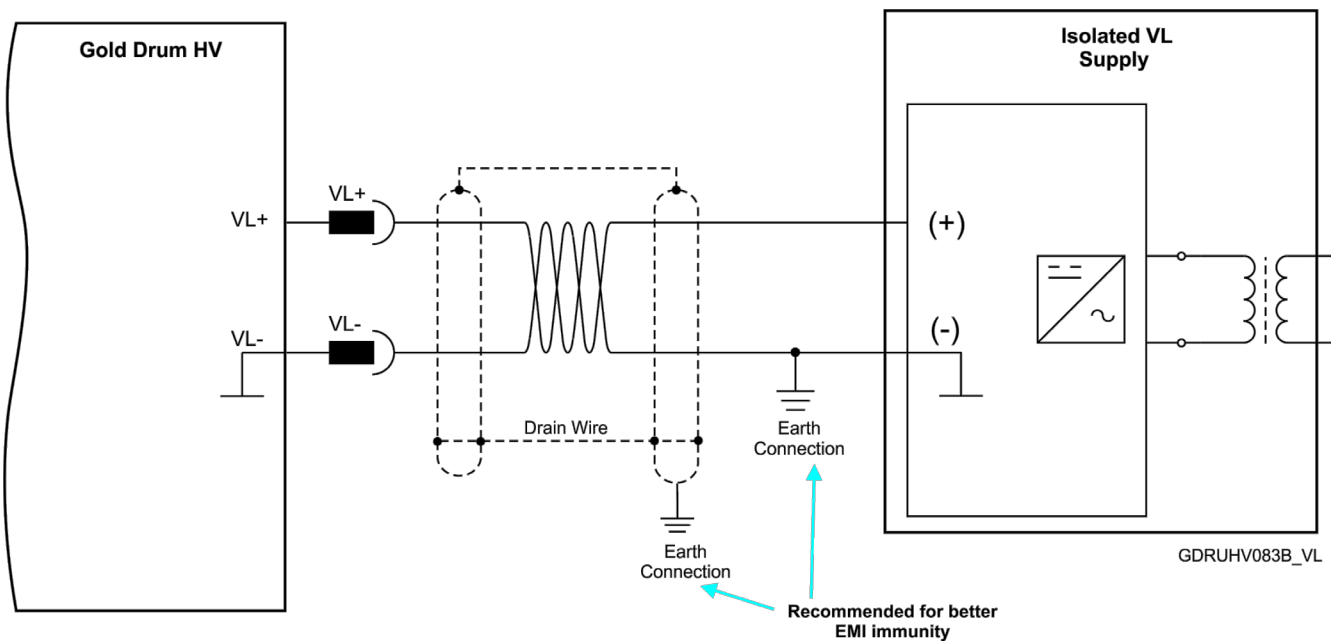 Gold Drum HV
Isolated VL
Supply
VL+
VL+
(+)
VL-
VL-
(-)
Drain Wire
Earth
Connection
Earth
Connection
GDRUHV083B_VL
Recommended for better
EMI immunity